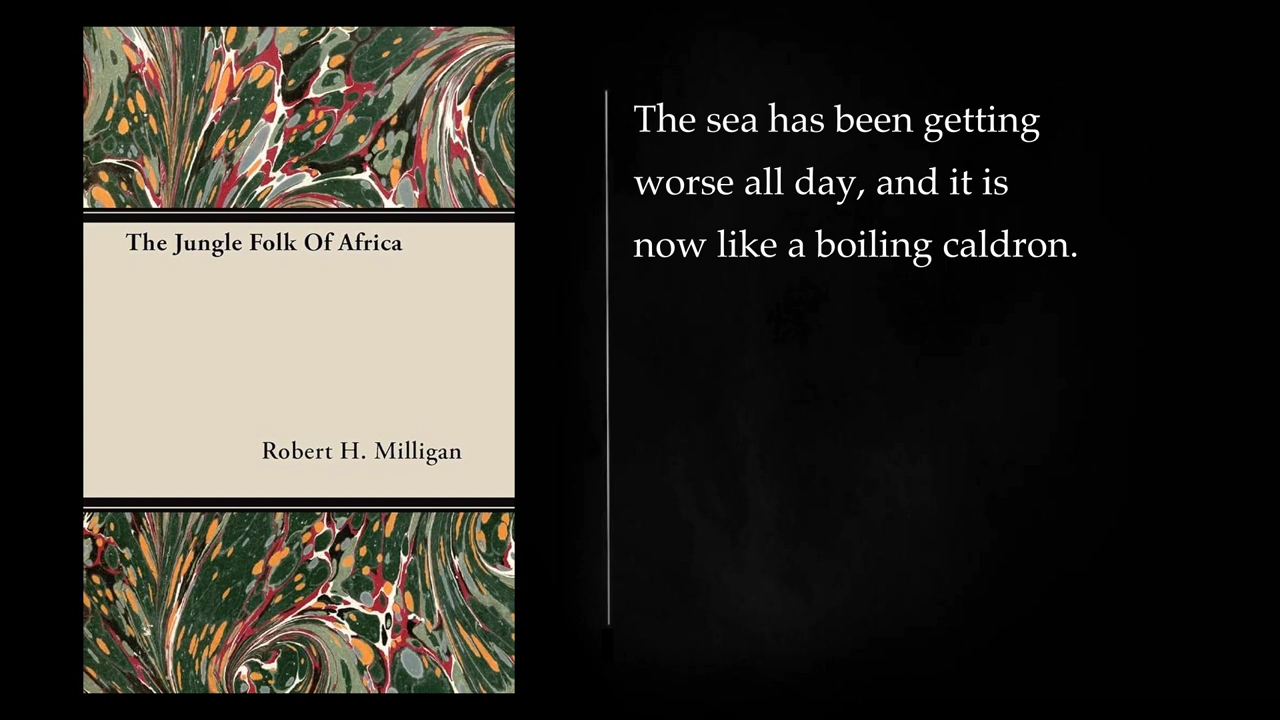 The Jungle Folk Of Africa
Robert H. Milligan
The sea has been getting
worse all day, and it is
now like a boiling caldron.